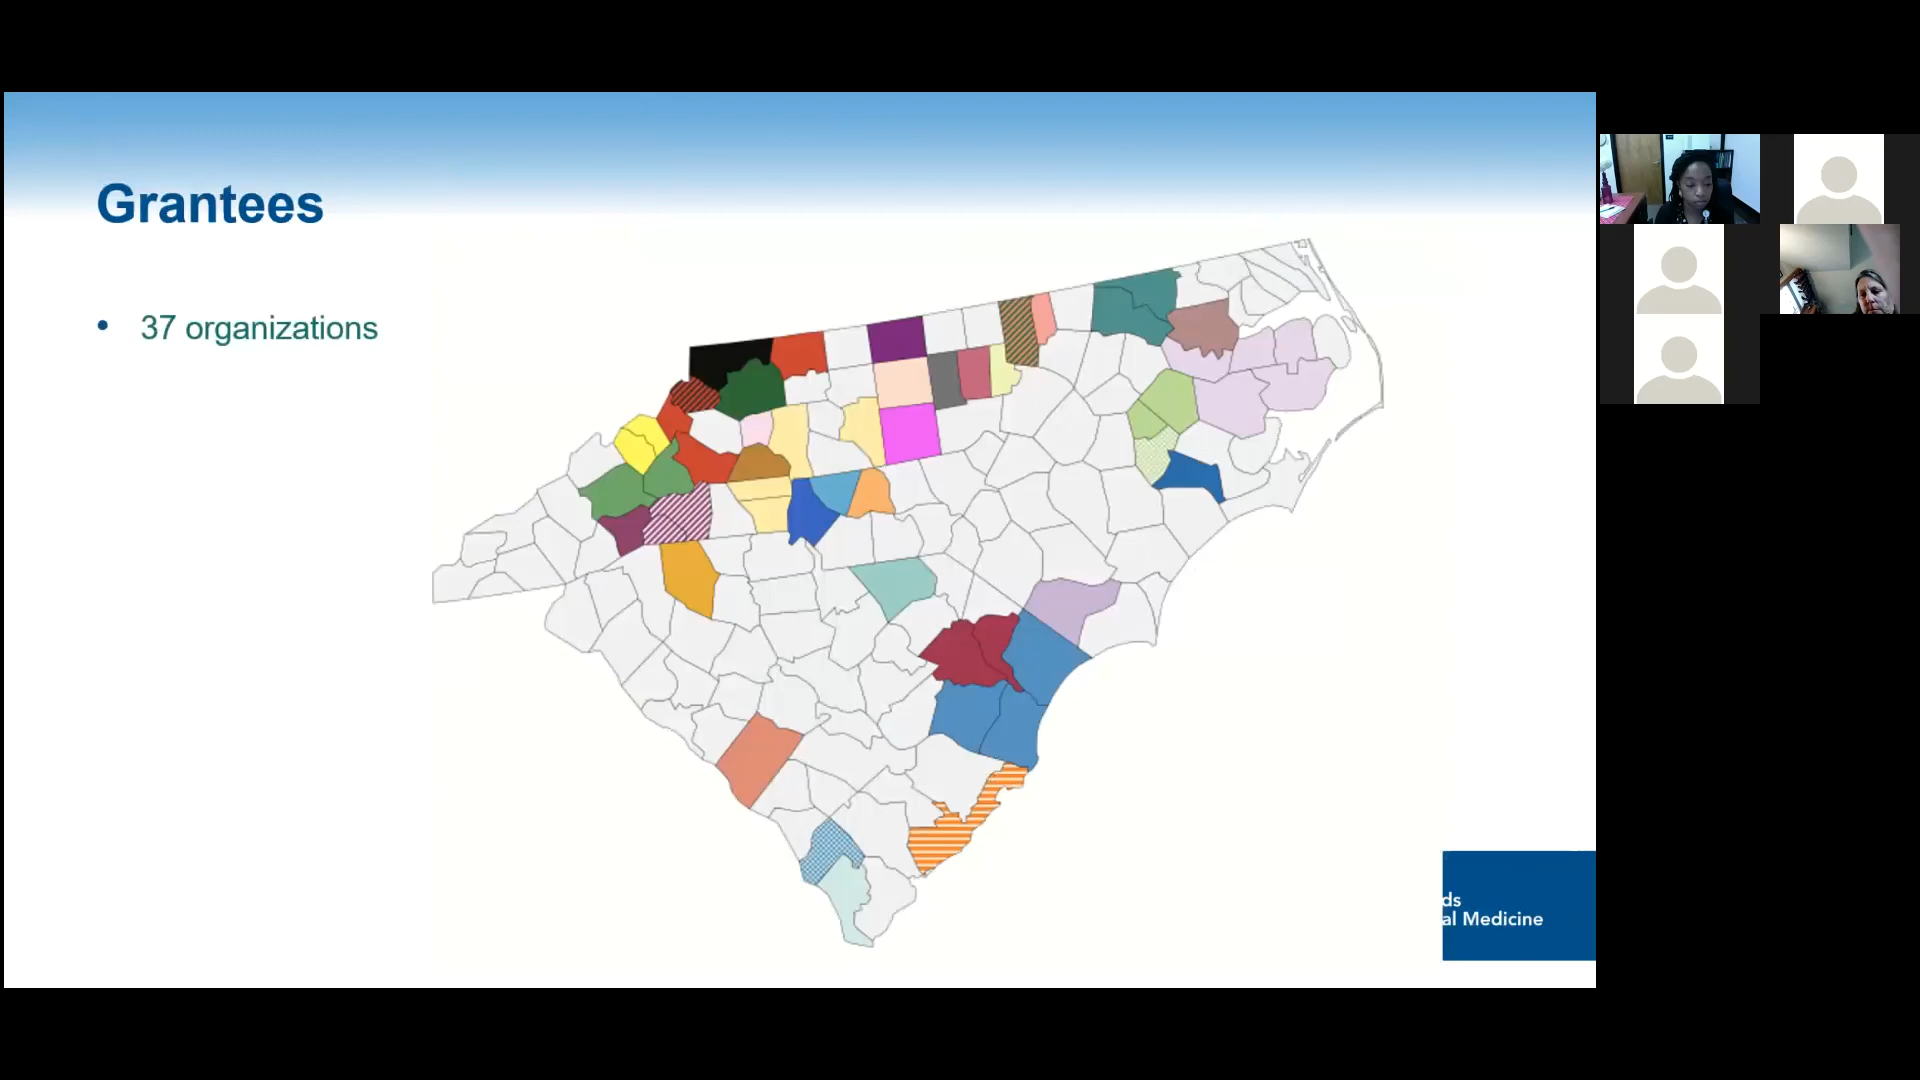 Grantees
• 37 organizations
ds
al Medicine